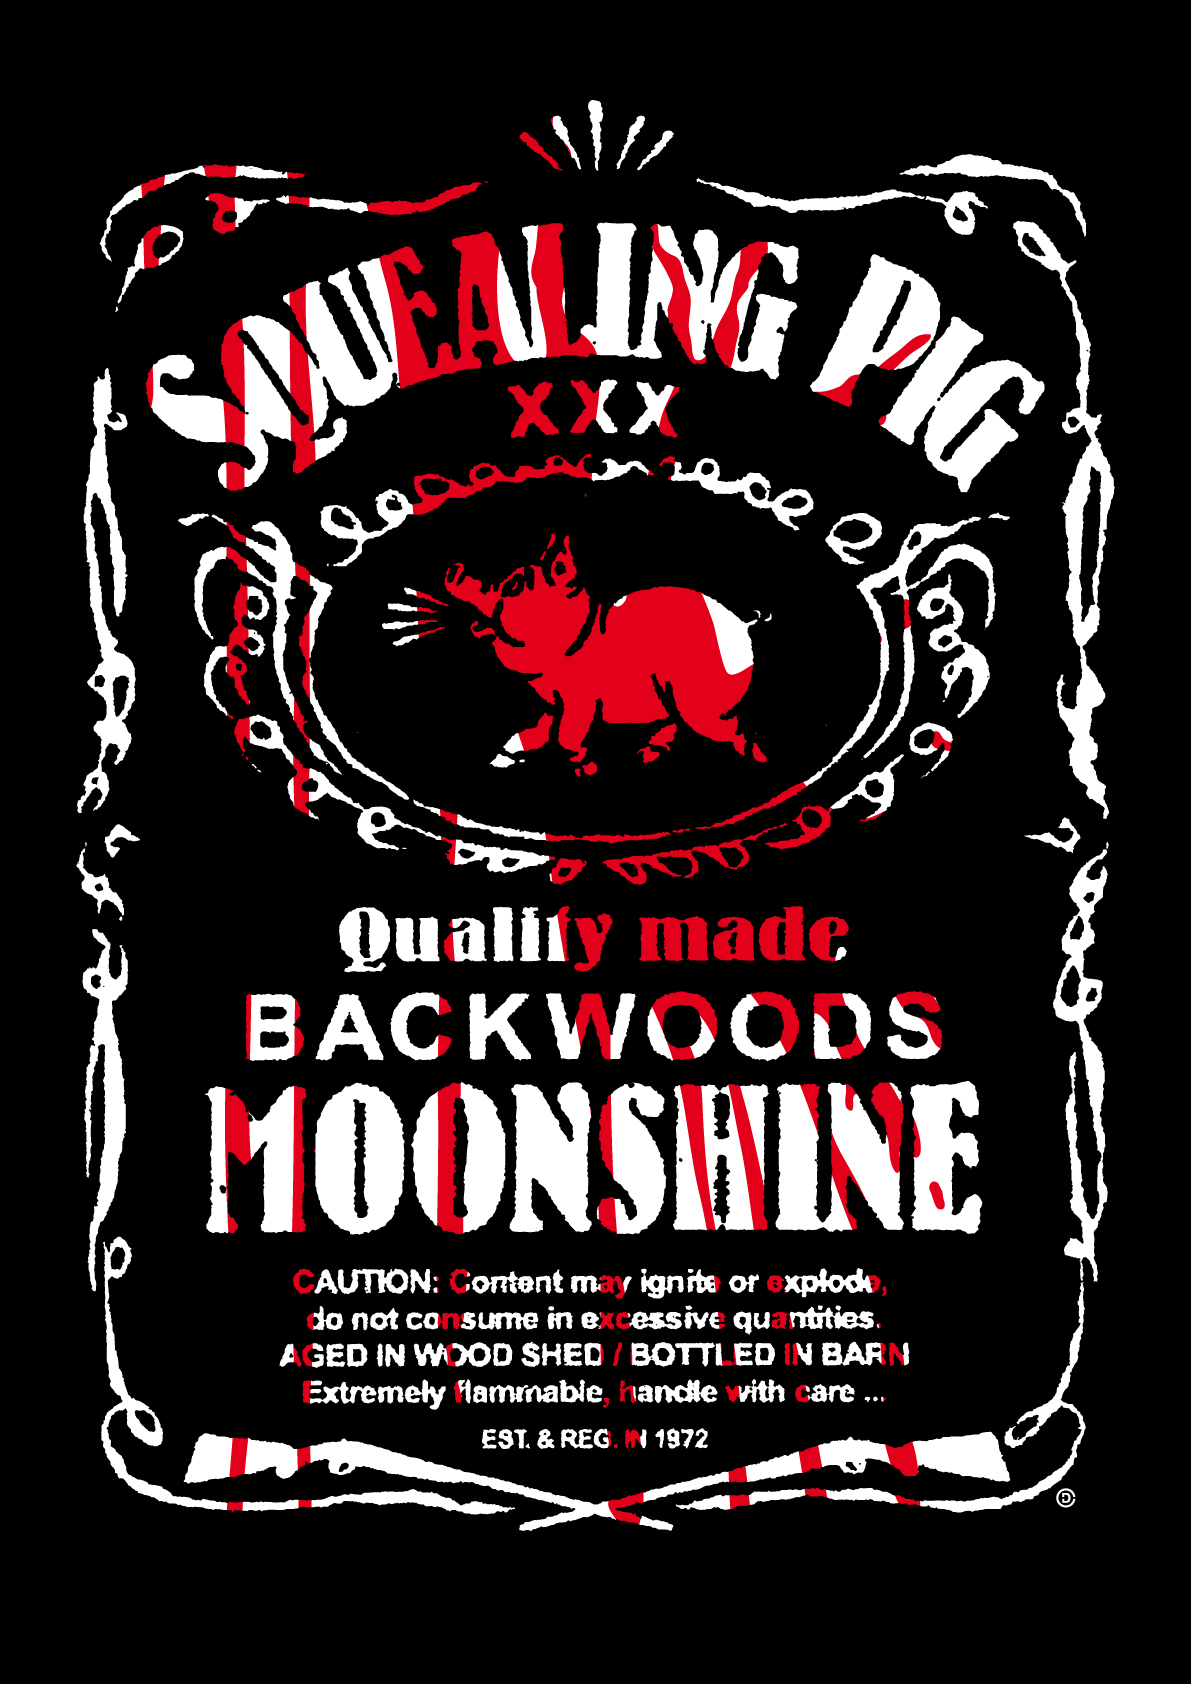 SQUEALING PIG
XXX
Quality made
BACKWOODS
MOONSHINE
CAUTION: Content may ignite or explode,
do not consume in excessive quantities.
AGED IN WOOD SHED / BOTTLED IN BARN
Extremely flammable, handle with care ...
EST. & REG. IN 1972